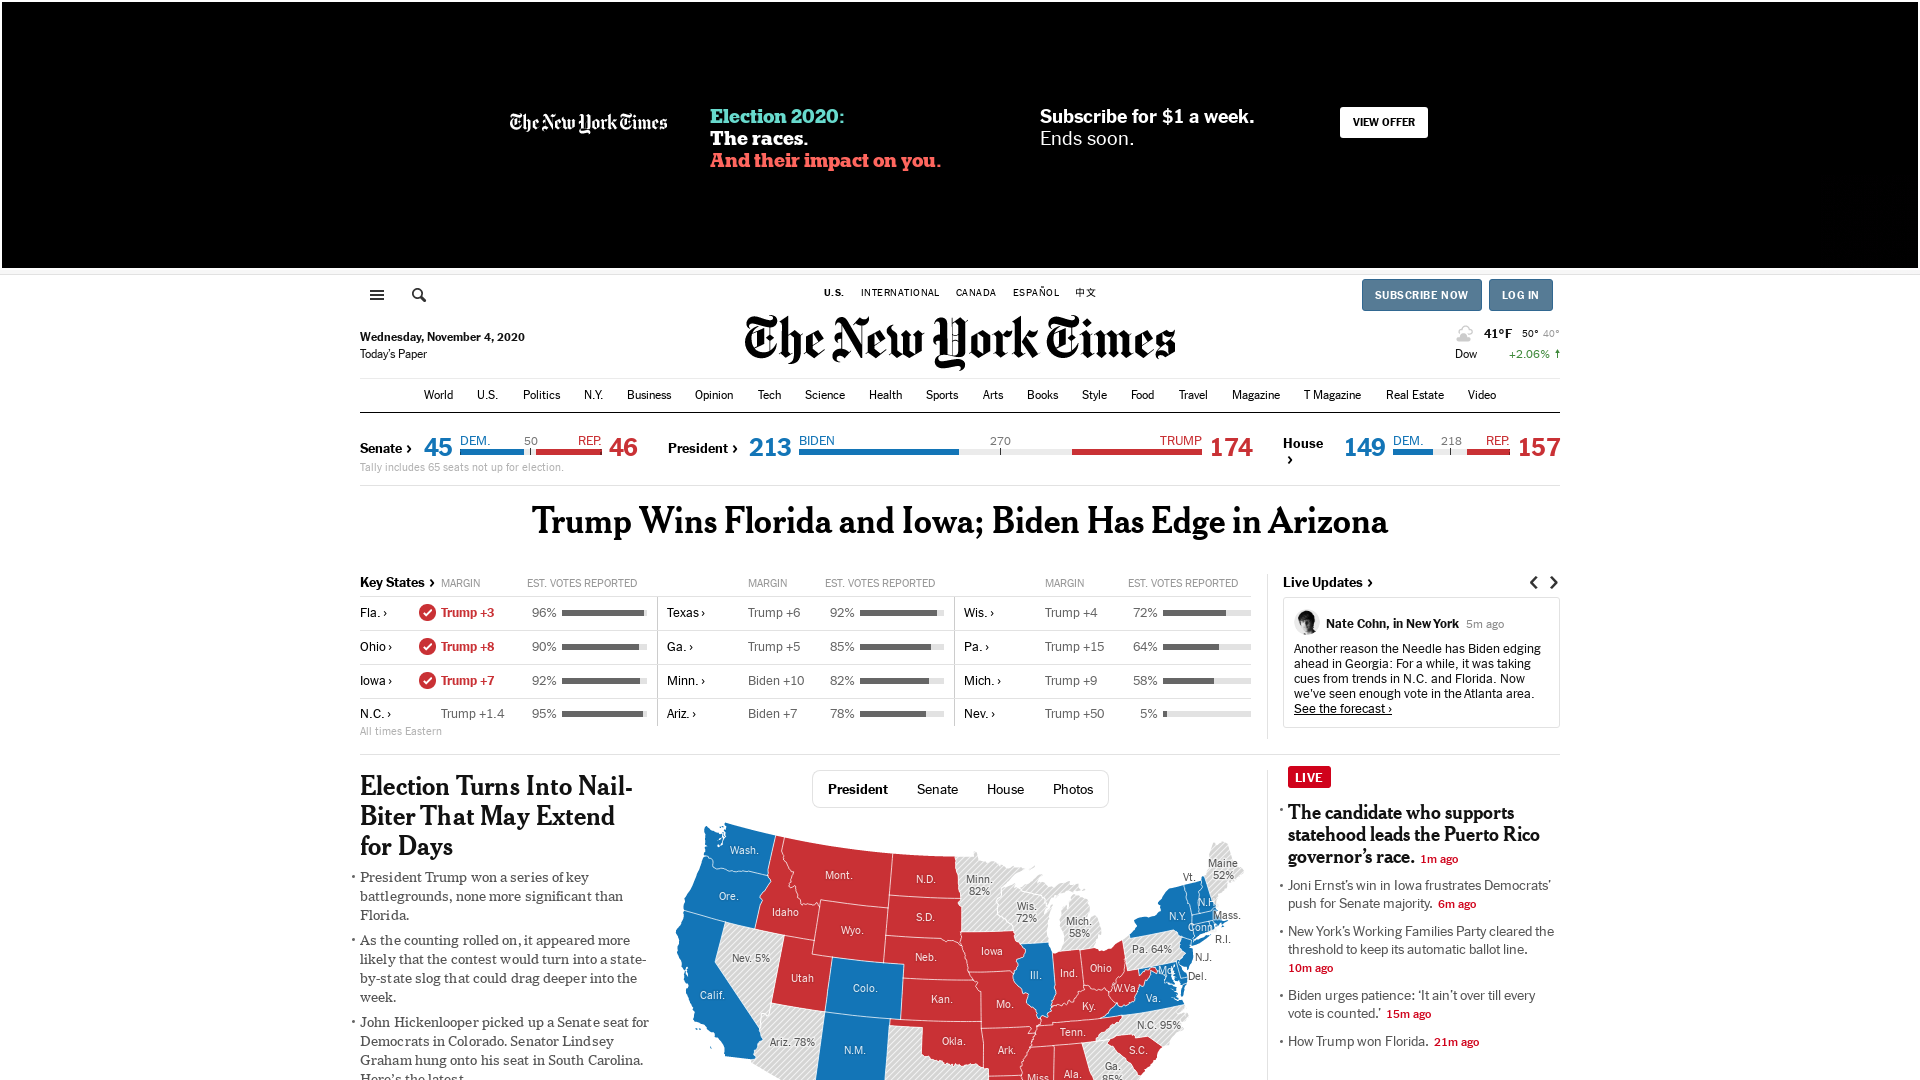 The New York Times
Election 2020:
The races.
And their impact on you.
Subscribe for $1 a week.
Ends soon.
VIEW OFFER
U.S. INTERNATIONAL CANADA ESPAÑOL 中文
SUBSCRIBE NOW LOG IN
Wednesday, November 4, 2020
Today's Paper
The New York Times
41°F 50° 40°
Dow +2.06%
World U.S. Politics N.Y. Business Opinion Tech Science Health Sports Arts Books Style Food Travel Magazine T Magazine Real Estate Video
Senate › 45 DEM. 50 REP. 46
Tally includes 65 seats not up for election.
President › 213 BIDEN 270 TRUMP 174
House › 149 DEM. 218 REP. 157
Trump Wins Florida and Iowa; Biden Has Edge in Arizona
Key States › MARGIN EST. VOTES REPORTED MARGIN EST. VOTES REPORTED MARGIN EST. VOTES REPORTED
Fla. › Trump +3 96% Texas › Trump +6 92% Wis. › Trump +4 72%
Ohio › Trump +8 90% Ga. › Trump +5 85% Pa. › Trump +15 64%
Iowa › Trump +7 92% Minn. › Biden +10 82% Mich. › Trump +9 58%
N.C. › Trump +1.4 95% Ariz. › Biden +7 78% Nev. › Trump +50 5%
All times Eastern
Live Updates ›
Nate Cohn, in New York 5m ago
Another reason the Needle has Biden edging
ahead in Georgia: For a while, it was taking
cues from trends in N.C. and Florida. Now
we've seen enough vote in the Atlanta area.
See the forecast ›
Election Turns Into Nail-
Biter That May Extend
for Days
• President Trump won a series of key
battlegrounds, none more significant than
Florida.
• As the counting rolled on, it appeared more
likely that the contest would turn into a state-
by-state slog that could drag deeper into the
week.
• John Hickenlooper picked up a Senate seat for
Democrats in Colorado. Senator Lindsey
Graham hung onto his seat in South Carolina.
Here's the latest.
President Senate House Photos
Wash.
Mont.
N.D.
Minn.
82%
Maine
52%
Vt.
Ore.
Idaho
S.D.
Wis.
72%
Mich.
58%
N.Y.
N.H.
Mass.
Conn.
R.I.
Wyo.
Neb.
Iowa
Pa. 64%
N.J.
Nev. 5%
Utah
Colo.
Ill.
Ind.
Ohio
Md.
Del.
Calif.
Kan.
Mo.
W.Va.
Va.
Ky.
Ariz. 78%
N.M.
Okla.
Ark.
Tenn.
N.C. 95%
S.C.
Miss.
Ala.
Ga.
85%
LIVE
• The candidate who supports
statehood leads the Puerto Rico
governor's race. 1m ago
• Joni Ernst's win in Iowa frustrates Democrats'
push for Senate majority. 6m ago
• New York's Working Families Party cleared the
threshold to keep its automatic ballot line.
10m ago
• Biden urges patience: 'It ain't over till every
vote is counted.' 15m ago
• How Trump won Florida. 21m ago